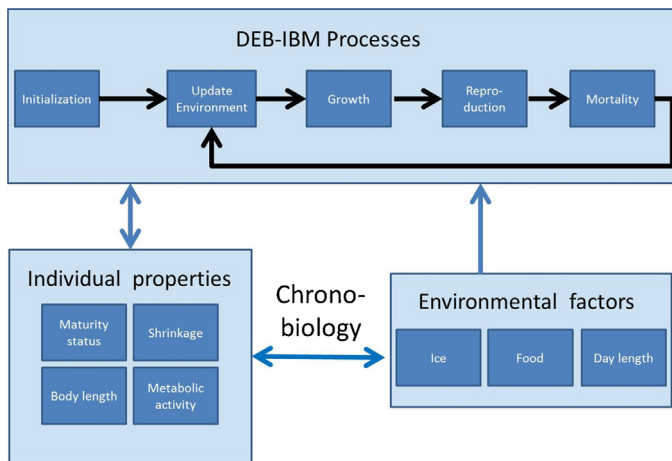 DEB-IBM Processes
Initialization
Update
Environment
Growth
Repro-
duction
Mortality
Individual properties
Maturity
status
Shrinkage
Body length
Metabolic
activity
Chrono-
biology
Environmental factors
Ice
Food
Day length